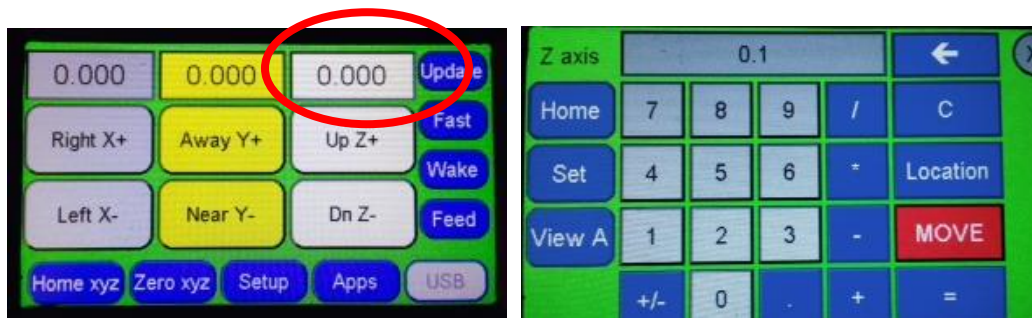 0.000 0.000 0.000 Update
Right X+ Away Y+ Up Z+ Fast
Wake
Left X- Near Y- Dn Z- Feed
Home xyz Zero xyz Setup Apps USB
Z axis 0.1 ←
Home 7 8 9 / C
Set 4 5 6 * Location
View A 1 2 3 - MOVE
+/- 0 . + =